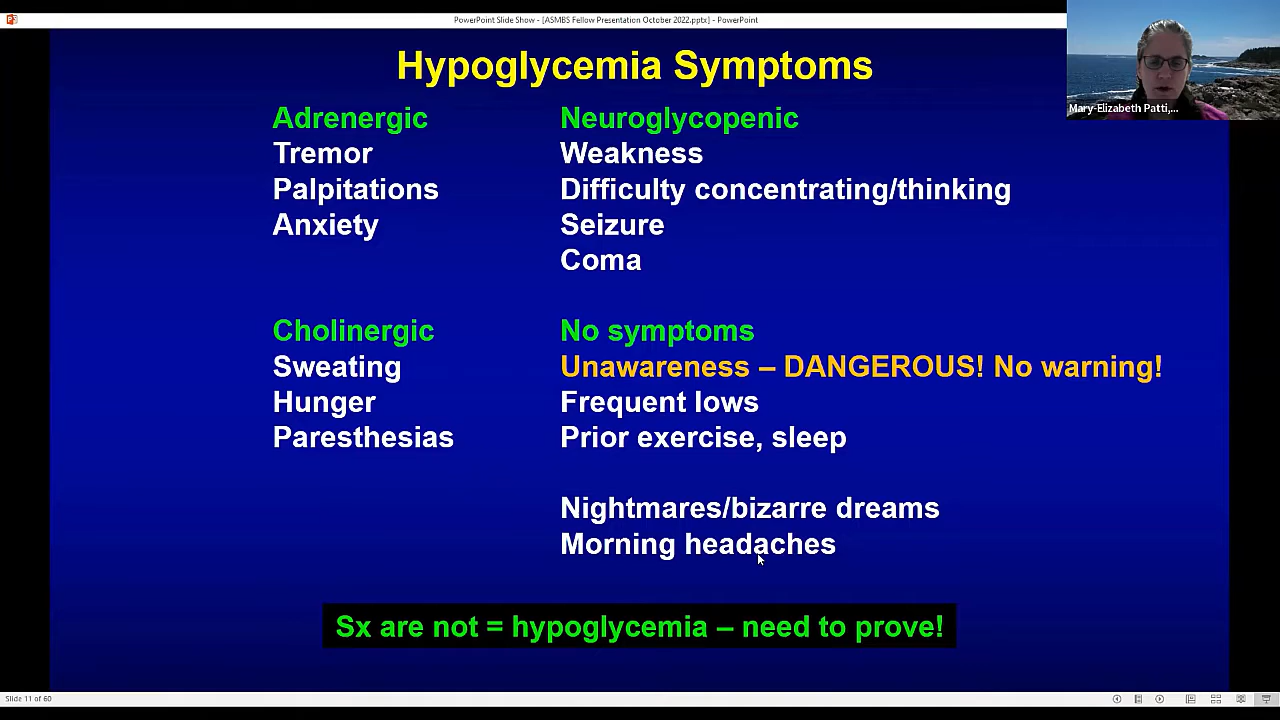 PowerPoint Slide Show - [ASMBS Fellow Presentation October 2022.pptx] - PowerPoint
Mary-Elizabeth Patti,...
Hypoglycemia Symptoms
Adrenergic
Tremor
Palpitations
Anxiety
Neuroglycopenic
Weakness
Difficulty concentrating/thinking
Seizure
Coma
Cholinergic
Sweating
Hunger
Paresthesias
No symptoms
Unawareness – DANGEROUS! No warning!
Frequent lows
Prior exercise, sleep
Nightmares/bizarre dreams
Morning headaches
Sx are not = hypoglycemia – need to prove!
Slide 11 of 60